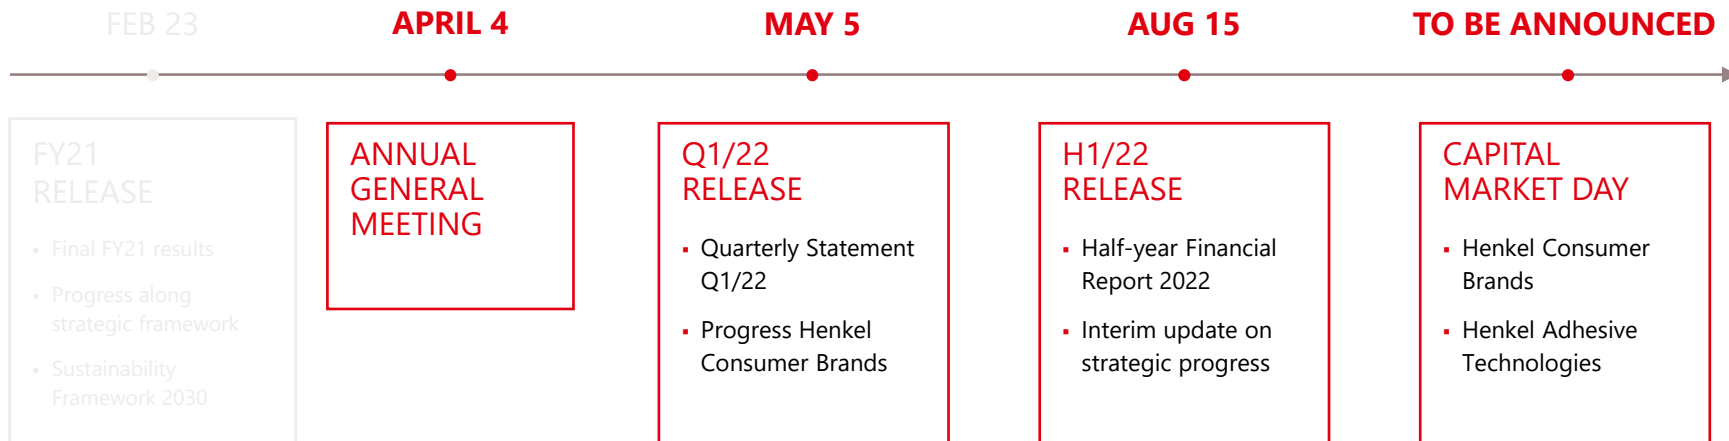 FEB 23
APRIL 4
MAY 5
AUG 15
TO BE ANNOUNCED
FY21
RELEASE
▪ Final FY21 results
▪ Progress along
strategic framework
▪ Sustainability
Framework 2030
ANNUAL
GENERAL
MEETING
Q1/22
RELEASE
▪ Quarterly Statement
Q1/22
▪ Progress Henkel
Consumer Brands
H1/22
RELEASE
▪ Half-year Financial
Report 2022
▪ Interim update on
strategic progress
CAPITAL
MARKET DAY
▪ Henkel Consumer
Brands
▪ Henkel Adhesive
Technologies